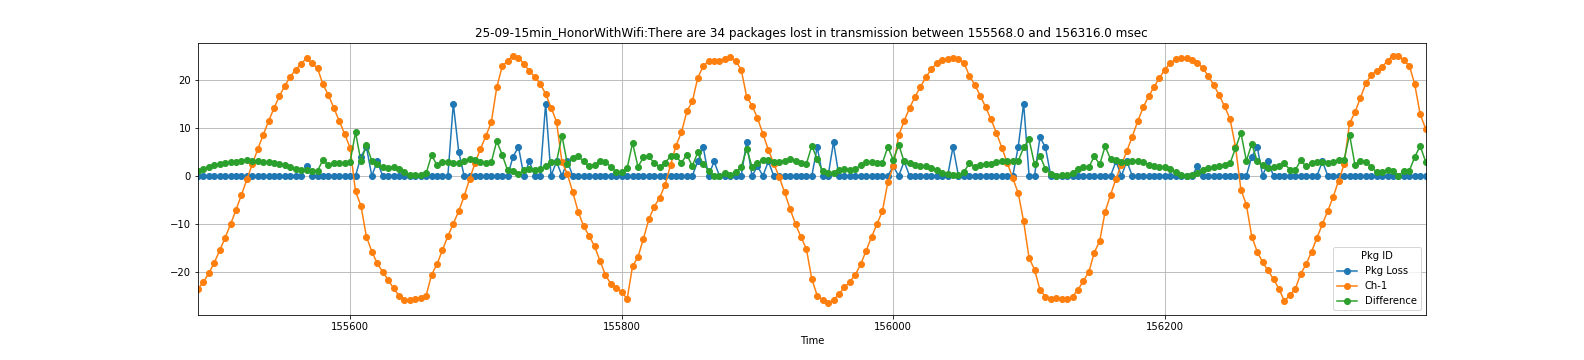 25-09-15min_HonorWithWifi:There are 34 packages lost in transmission between 155568.0 and 156316.0 msec
20
10
0
−10
−20
155600 155800 156000 156200
Time
Pkg ID
Pkg Loss
Ch-1
Difference